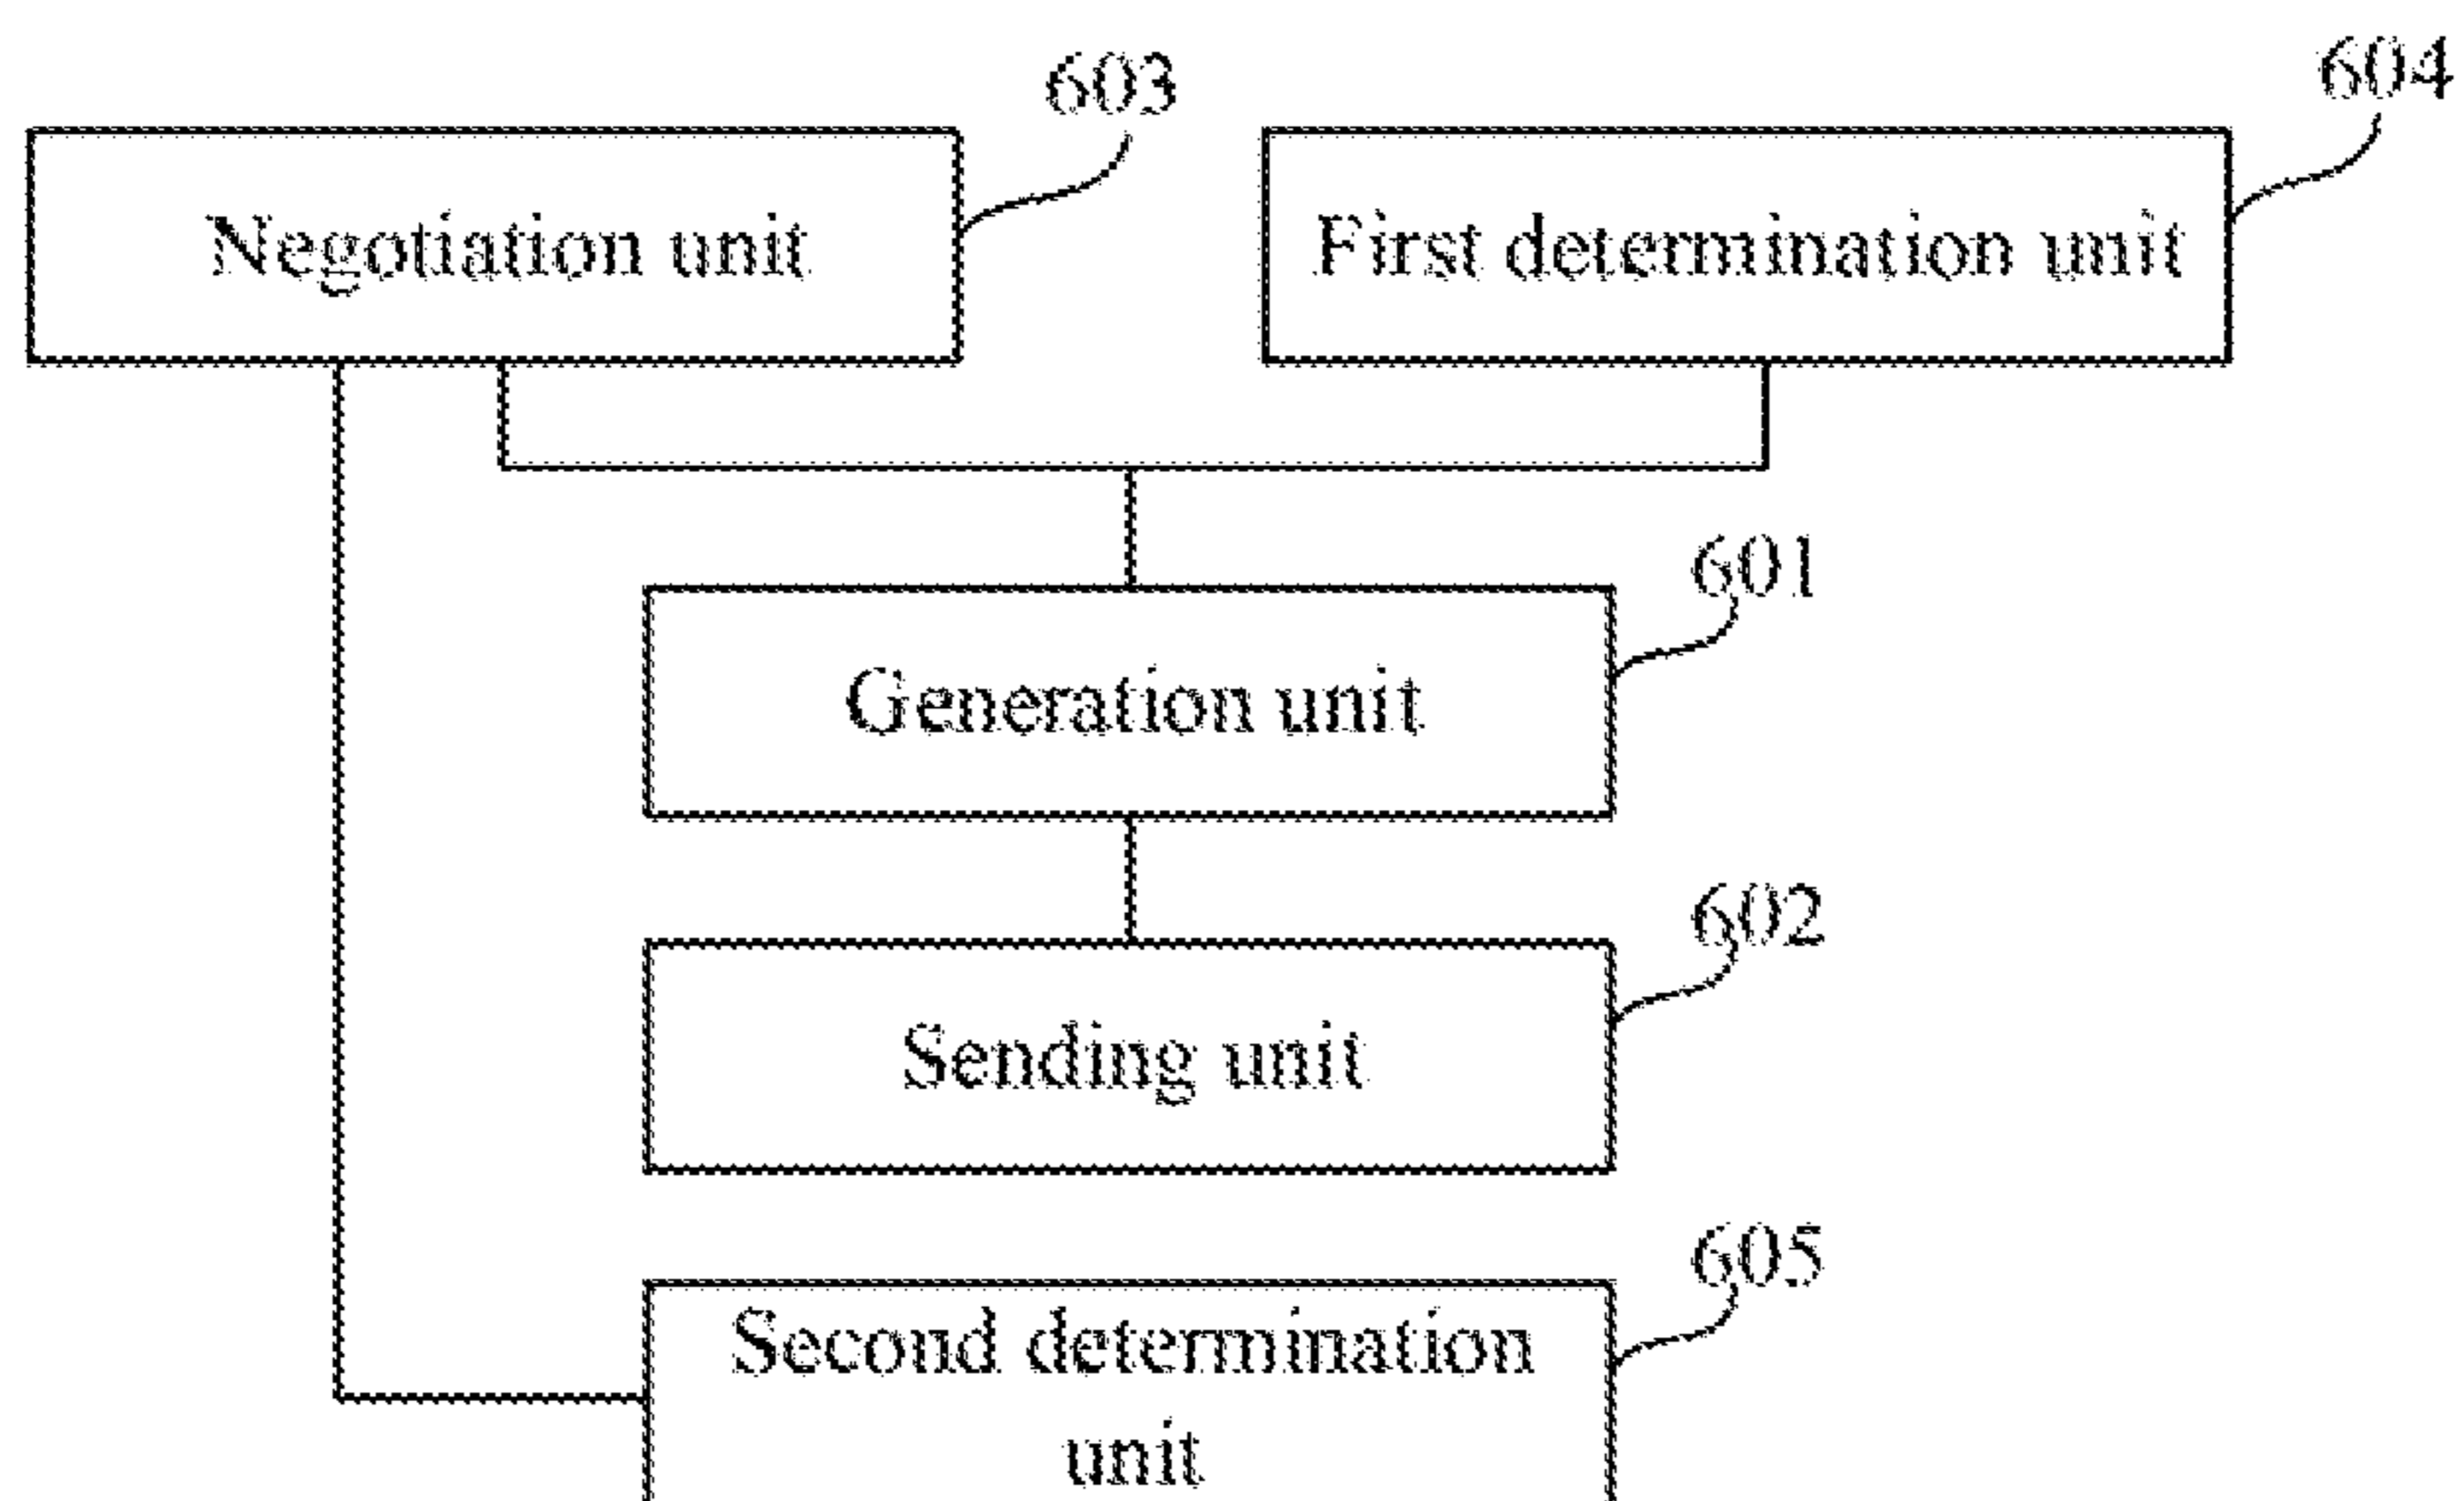 603
604
Negotiation unit
First determination unit
601
Generation unit
602
Sending unit
605
Second determination
unit